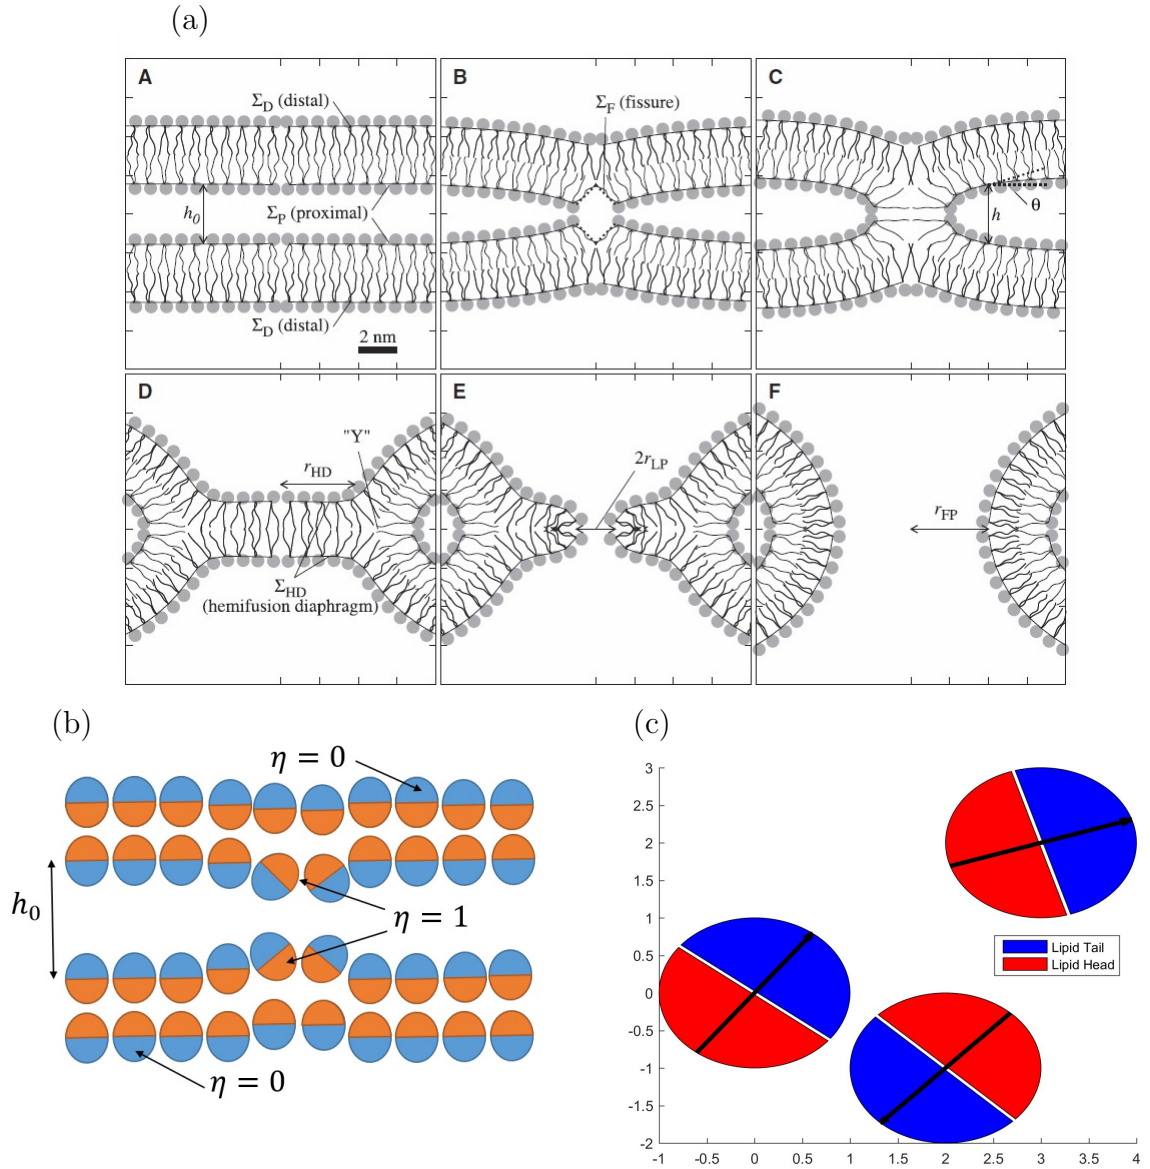 (a)
A
B
C
Σ_D (distal)
Σ_F (fissure)
h_0
Σ_P (proximal)
h
θ
Σ_D (distal)
2 nm
D
E
F
"Y"
r_HD
2r_LP
r_FP
Σ_HD
(hemifusion diaphragm)
(b)
(c)
η = 0
h_0
η = 1
η = 0
3
2.5
2
1.5
1
0.5
0
-0.5
-1
-1.5
-2
Lipid Tail
Lipid Head
-1 -0.5 0 0.5 1 1.5 2 2.5 3 3.5 4